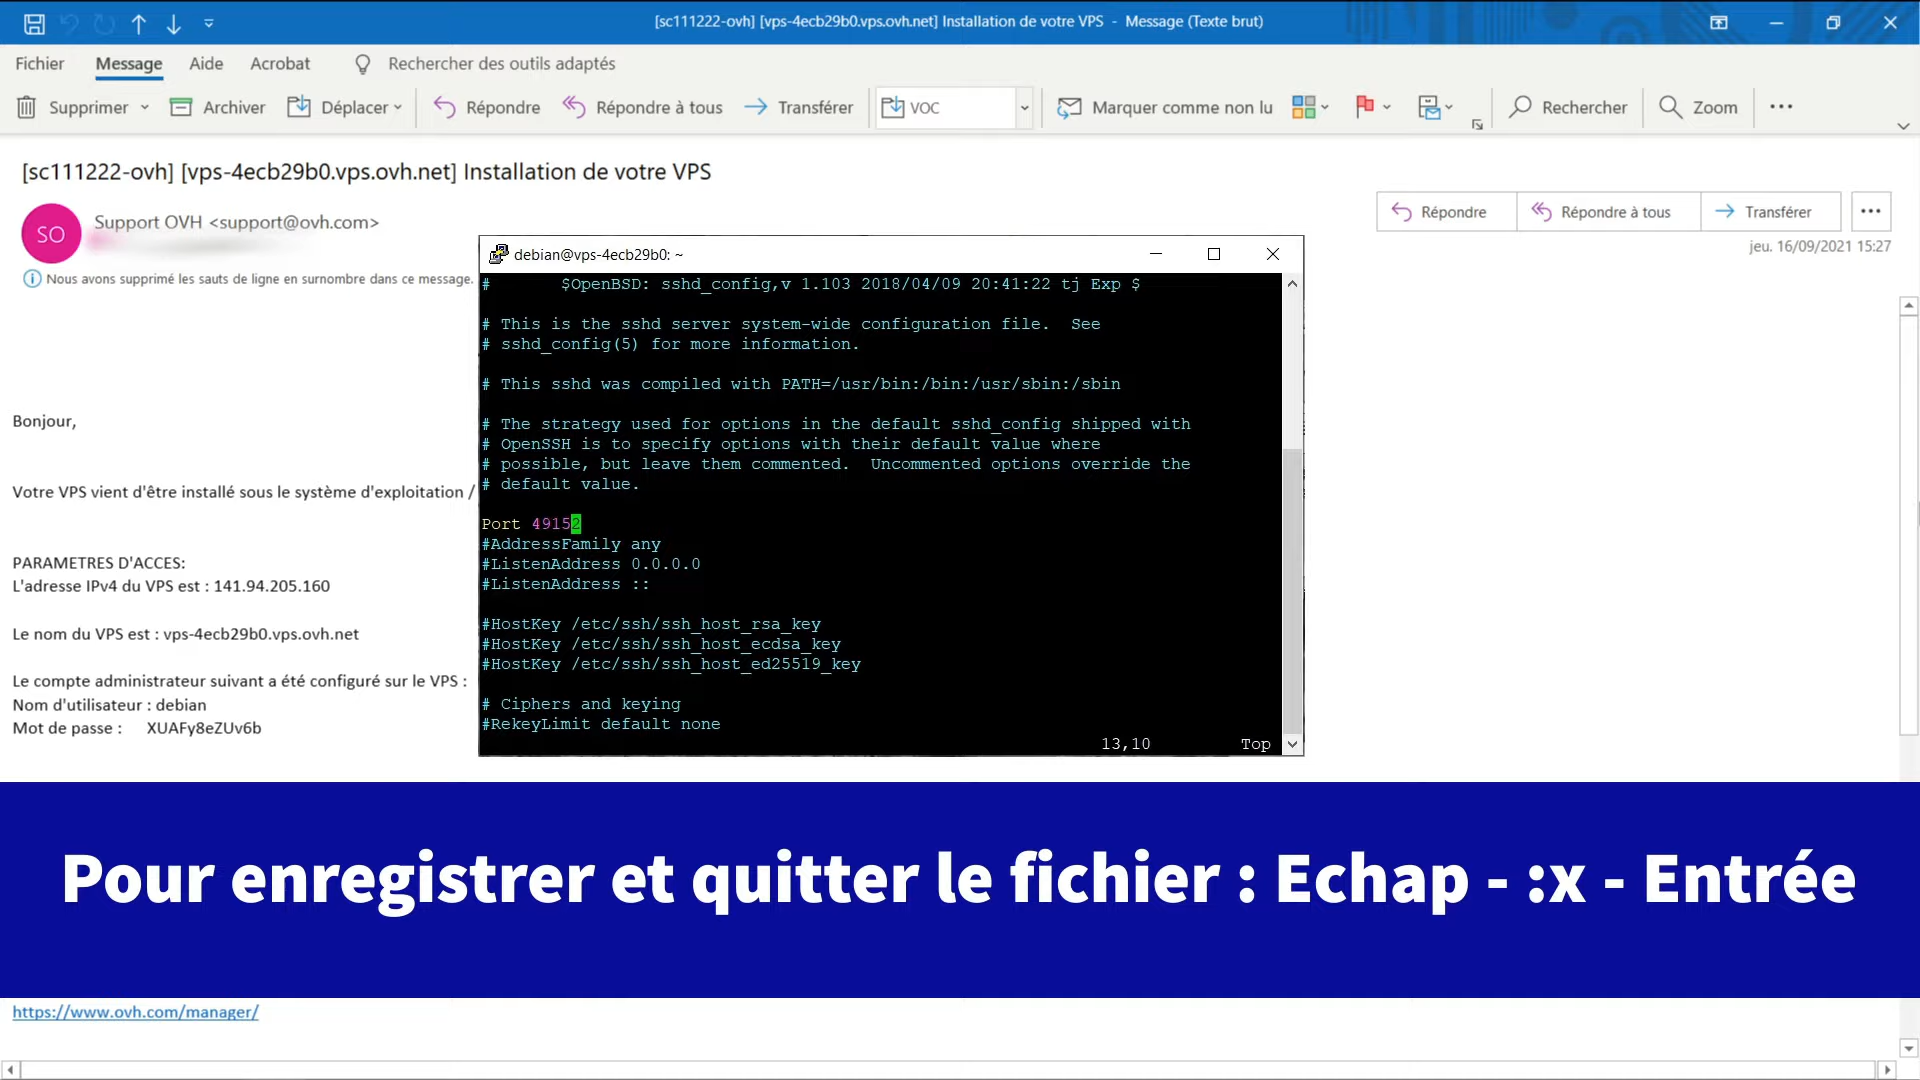 [sc111222-ovh] [vps-4ecb29b0.vps.ovh.net] Installation de votre VPS - Message (Texte brut)
Fichier Message Aide Acrobat Rechercher des outils adaptés
Supprimer Archiver Déplacer Répondre Répondre à tous Transférer VOC Marquer comme non lu Rechercher Zoom
[sc111222-ovh] [vps-4ecb29b0.vps.ovh.net] Installation de votre VPS
SO
Support OVH <support@ovh.com>
Répondre Répondre à tous Transférer
jeu. 16/09/2021 15:27
Nous avons supprimé les sauts de ligne en surnombre dans ce message.
Bonjour,
Votre VPS vient d'être installé sous le système d'exploitation /
PARAMETRES D'ACCES:
L'adresse IPv4 du VPS est : 141.94.205.160
Le nom du VPS est : vps-4ecb29b0.vps.ovh.net
Le compte administrateur suivant a été configuré sur le VPS :
Nom d'utilisateur : debian
Mot de passe : XUAFy8eZUv6b
debian@vps-4ecb29b0: ~
# $OpenBSD: sshd_config,v 1.103 2018/04/09 20:41:22 tj Exp $
# This is the sshd server system-wide configuration file. See
# sshd_config(5) for more information.
# This sshd was compiled with PATH=/usr/bin:/bin:/usr/sbin:/sbin
# The strategy used for options in the default sshd_config shipped with
# OpenSSH is to specify options with their default value where
# possible, but leave them commented. Uncommented options override the
# default value.
Port 49152
#AddressFamily any
#ListenAddress 0.0.0.0
#ListenAddress ::
#HostKey /etc/ssh/ssh_host_rsa_key
#HostKey /etc/ssh/ssh_host_ecdsa_key
#HostKey /etc/ssh/ssh_host_ed25519_key
# Ciphers and keying
#RekeyLimit default none
13,10 Top
Pour enregistrer et quitter le fichier : Echap - :x - Entrée
https://www.ovh.com/manager/